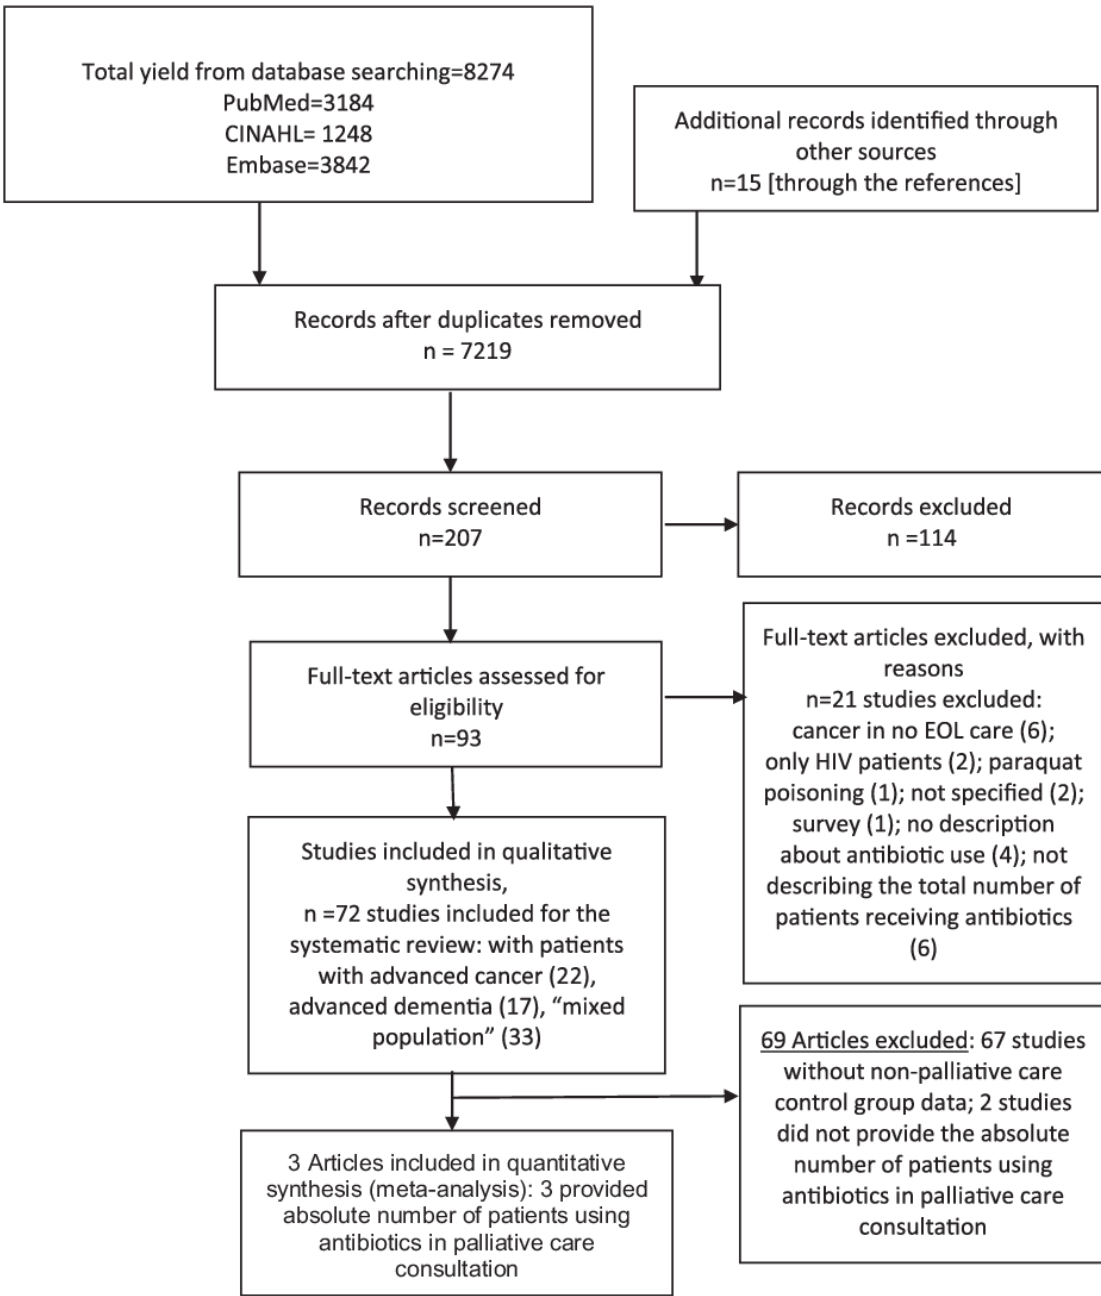 Total yield from database searching=8274
PubMed=3184
CINAHL= 1248
Embase=3842
Additional records identified through
other sources
n=15 [through the references]
Records after duplicates removed
n = 7219
Records screened
n=207
Records excluded
n =114
Full-text articles assessed for
eligibility
n=93
Full-text articles excluded, with
reasons
n=21 studies excluded:
cancer in no EOL care (6);
only HIV patients (2); paraquat
poisoning (1); not specified (2);
survey (1); no description
about antibiotic use (4); not
describing the total number of
patients receiving antibiotics
(6)
Studies included in qualitative
synthesis,
n =72 studies included for the
systematic review: with patients
with advanced cancer (22),
advanced dementia (17), “mixed
population” (33)
69 Articles excluded: 67 studies
without non-palliative care
control group data; 2 studies
did not provide the absolute
number of patients using
antibiotics in palliative care
consultation
3 Articles included in quantitative
synthesis (meta-analysis): 3 provided
absolute number of patients using
antibiotics in palliative care
consultation